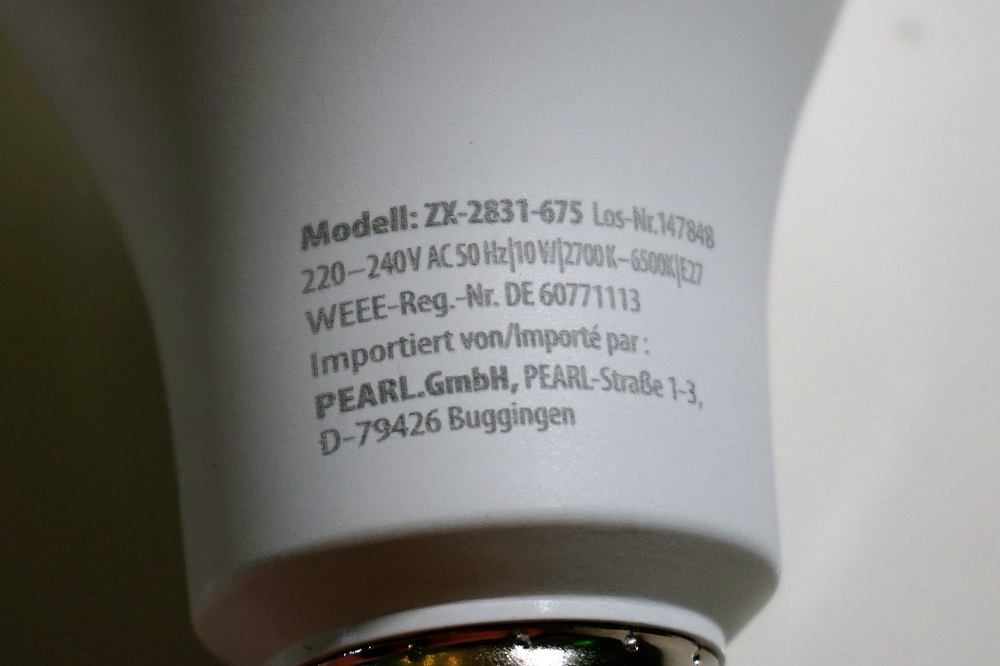 Modell: ZX-2831-675 Los-Nr.147848
220–240V AC 50 Hz|10 W|2700K–6500K|E27
WEEE-Reg.-Nr. DE 60771113
Importiert von/Importé par:
PEARL.GmbH, PEARL-Straße 1-3,
D-79426 Buggingen